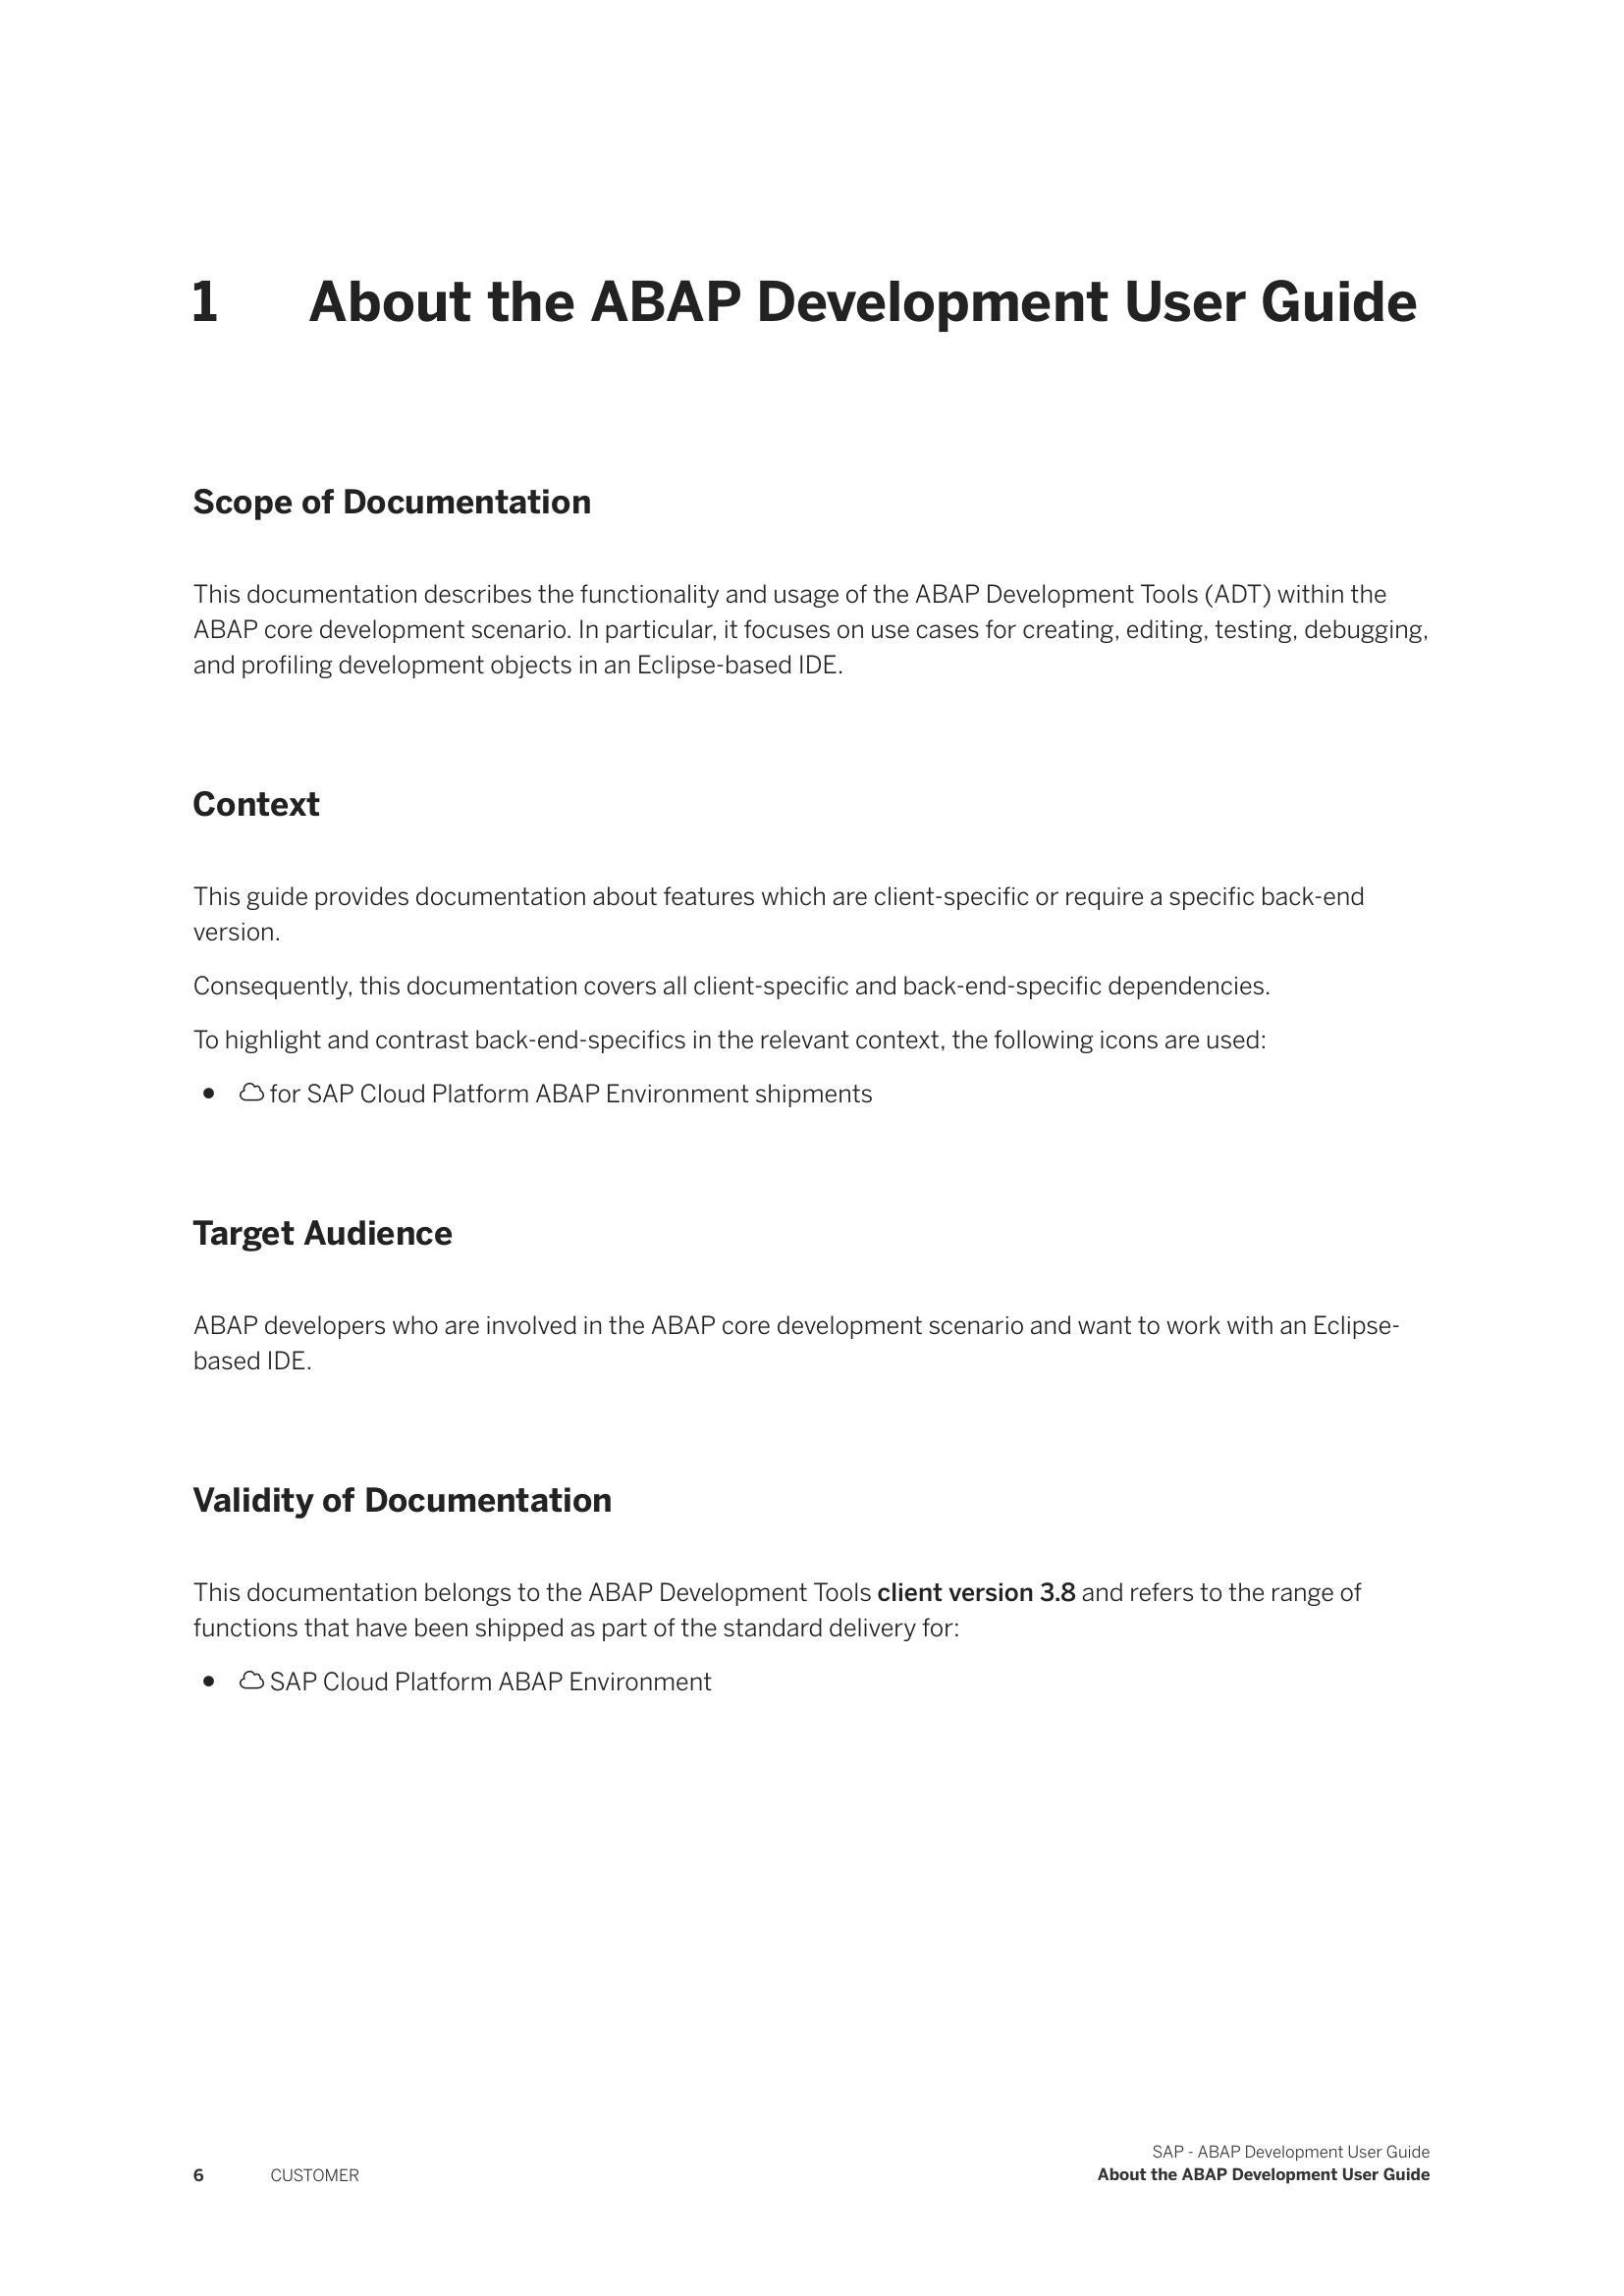 1 About the ABAP Development User Guide
Scope of Documentation
This documentation describes the functionality and usage of the ABAP Development Tools (ADT) within the
ABAP core development scenario. In particular, it focuses on use cases for creating, editing, testing, debugging,
and profiling development objects in an Eclipse-based IDE.
Context
This guide provides documentation about features which are client-specific or require a specific back-end
version.
Consequently, this documentation covers all client-specific and back-end-specific dependencies.
To highlight and contrast back-end-specifics in the relevant context, the following icons are used:
● for SAP Cloud Platform ABAP Environment shipments
Target Audience
ABAP developers who are involved in the ABAP core development scenario and want to work with an Eclipse-
based IDE.
Validity of Documentation
This documentation belongs to the ABAP Development Tools client version 3.8 and refers to the range of
functions that have been shipped as part of the standard delivery for:
● SAP Cloud Platform ABAP Environment
6 CUSTOMER
SAP - ABAP Development User Guide
About the ABAP Development User Guide